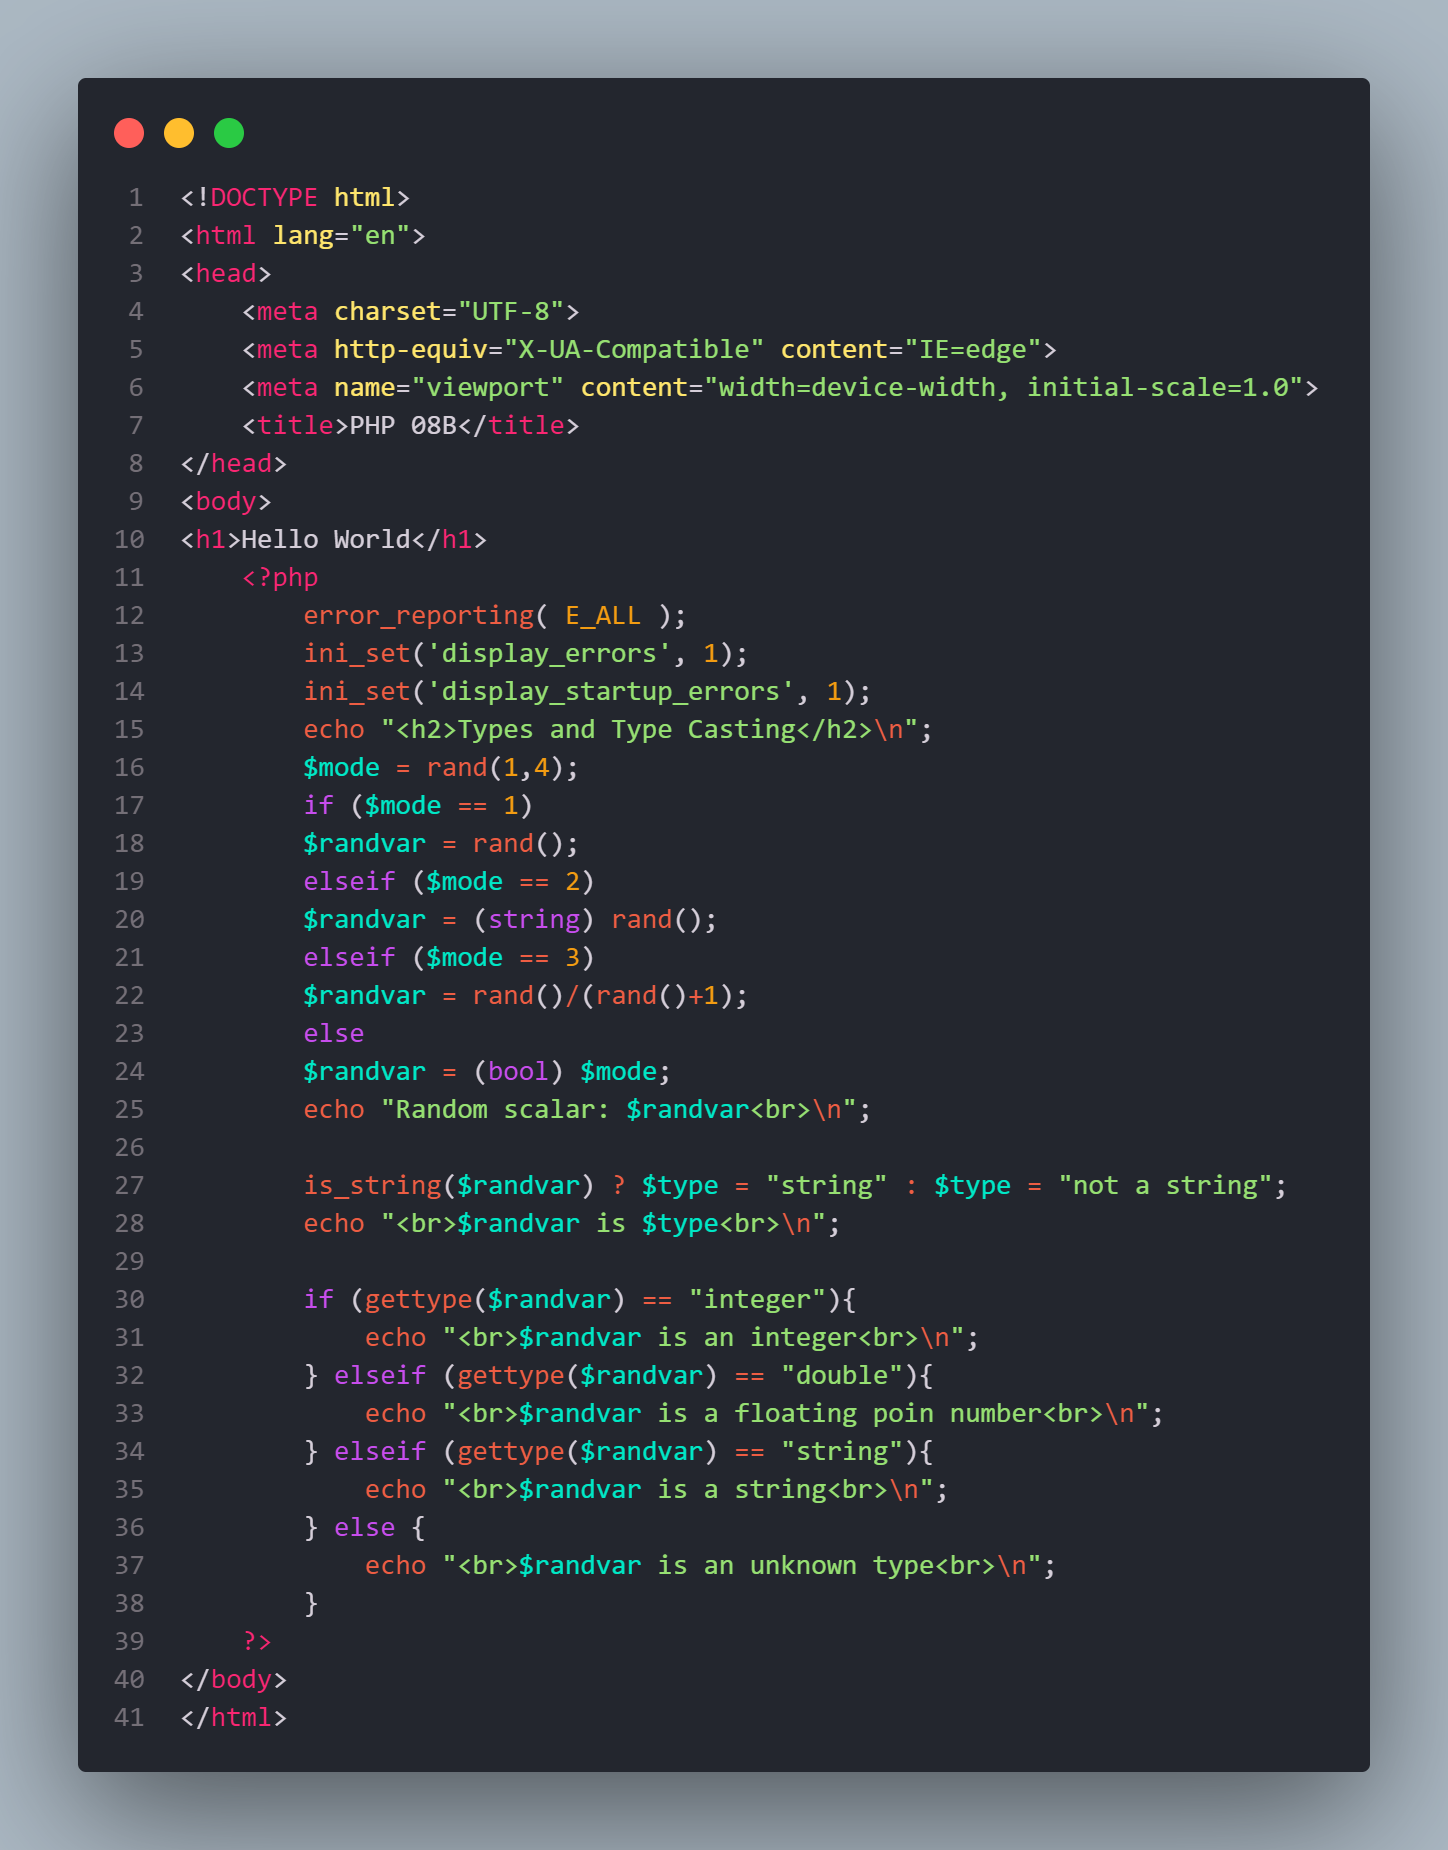 1 <!DOCTYPE html>
2 <html lang="en">
3 <head>
4     <meta charset="UTF-8">
5     <meta http-equiv="X-UA-Compatible" content="IE=edge">
6     <meta name="viewport" content="width=device-width, initial-scale=1.0">
7     <title>PHP 08B</title>
8 </head>
9 <body>
10 <h1>Hello World</h1>
11     <?php
12         error_reporting( E_ALL );
13         ini_set('display_errors', 1);
14         ini_set('display_startup_errors', 1);
15         echo "<h2>Types and Type Casting</h2>\n";
16         $mode = rand(1,4);
17         if ($mode == 1)
18         $randvar = rand();
19         elseif ($mode == 2)
20         $randvar = (string) rand();
21         elseif ($mode == 3)
22         $randvar = rand()/(rand()+1);
23         else
24         $randvar = (bool) $mode;
25         echo "Random scalar: $randvar<br>\n";
26
27         is_string($randvar) ? $type = "string" : $type = "not a string";
28         echo "<br>$randvar is $type<br>\n";
29
30         if (gettype($randvar) == "integer"){
31             echo "<br>$randvar is an integer<br>\n";
32         } elseif (gettype($randvar) == "double"){
33             echo "<br>$randvar is a floating poin number<br>\n";
34         } elseif (gettype($randvar) == "string"){
35             echo "<br>$randvar is a string<br>\n";
36         } else {
37             echo "<br>$randvar is an unknown type<br>\n";
38         }
39     ?>
40 </body>
41 </html>